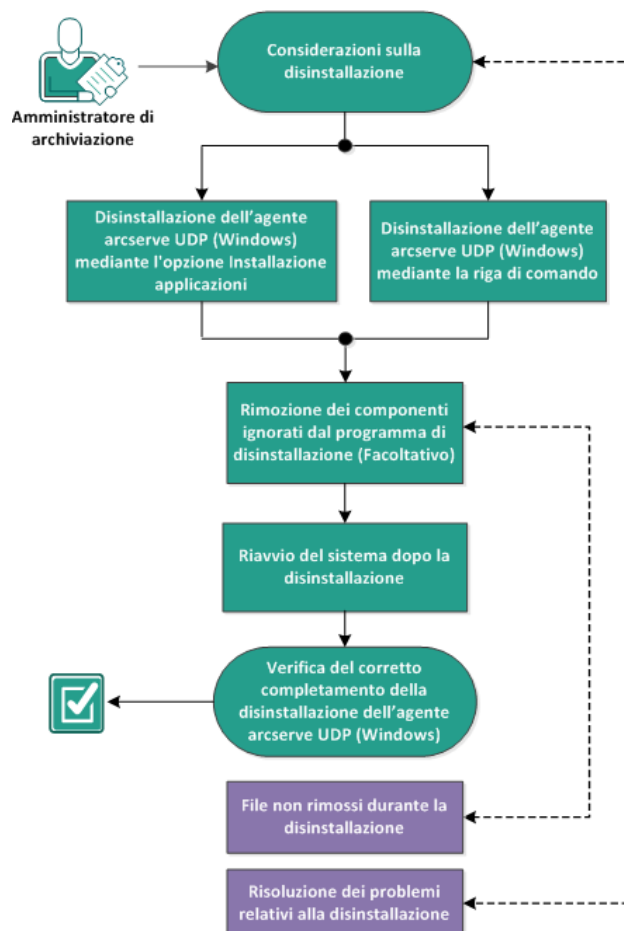 Considerazioni sulla
disinstallazione
Amministratore di
archiviazione
Disinstallazione dell'agente
arcserve UDP (Windows)
mediante l'opzione Installazione
applicazioni
Disinstallazione dell'agente
arcserve UDP (Windows)
mediante la riga di comando
Rimozione dei componenti
ignorati dal programma di
disinstallazione (Facoltativo)
Riavvio del sistema dopo la
disinstallazione
Verifica del corretto
completamento della
disinstallazione dell'agente
arcserve UDP (Windows)
File non rimossi durante la
disinstallazione
Risoluzione dei problemi
relativi alla disinstallazione